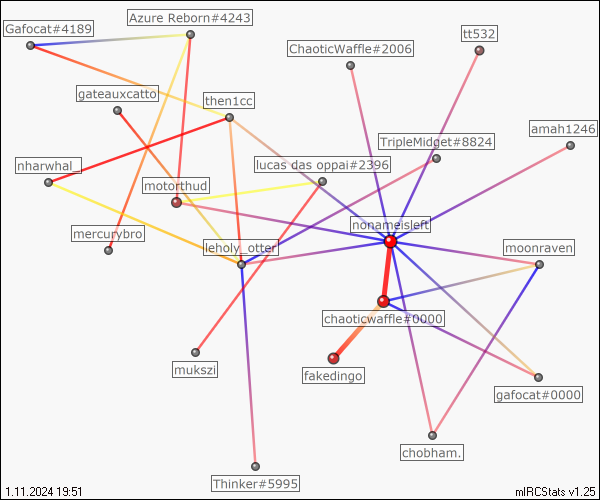 Azure Reborn#4243
Gafocat#4189
tt532
ChaoticWaffle#2006
gateauxcatto
then1cc
amah1246
TripleMidget#8824
nharwhal_
lucas das oppai#2396
motorthud
nonameisleft
mercurybro
leholy_otter
moonraven
chaoticwaffle#0000
mukszi
fakedingo
gafocat#0000
chobham.
Thinker#5995
1.11.2024 19:51
mIRCStats v1.25